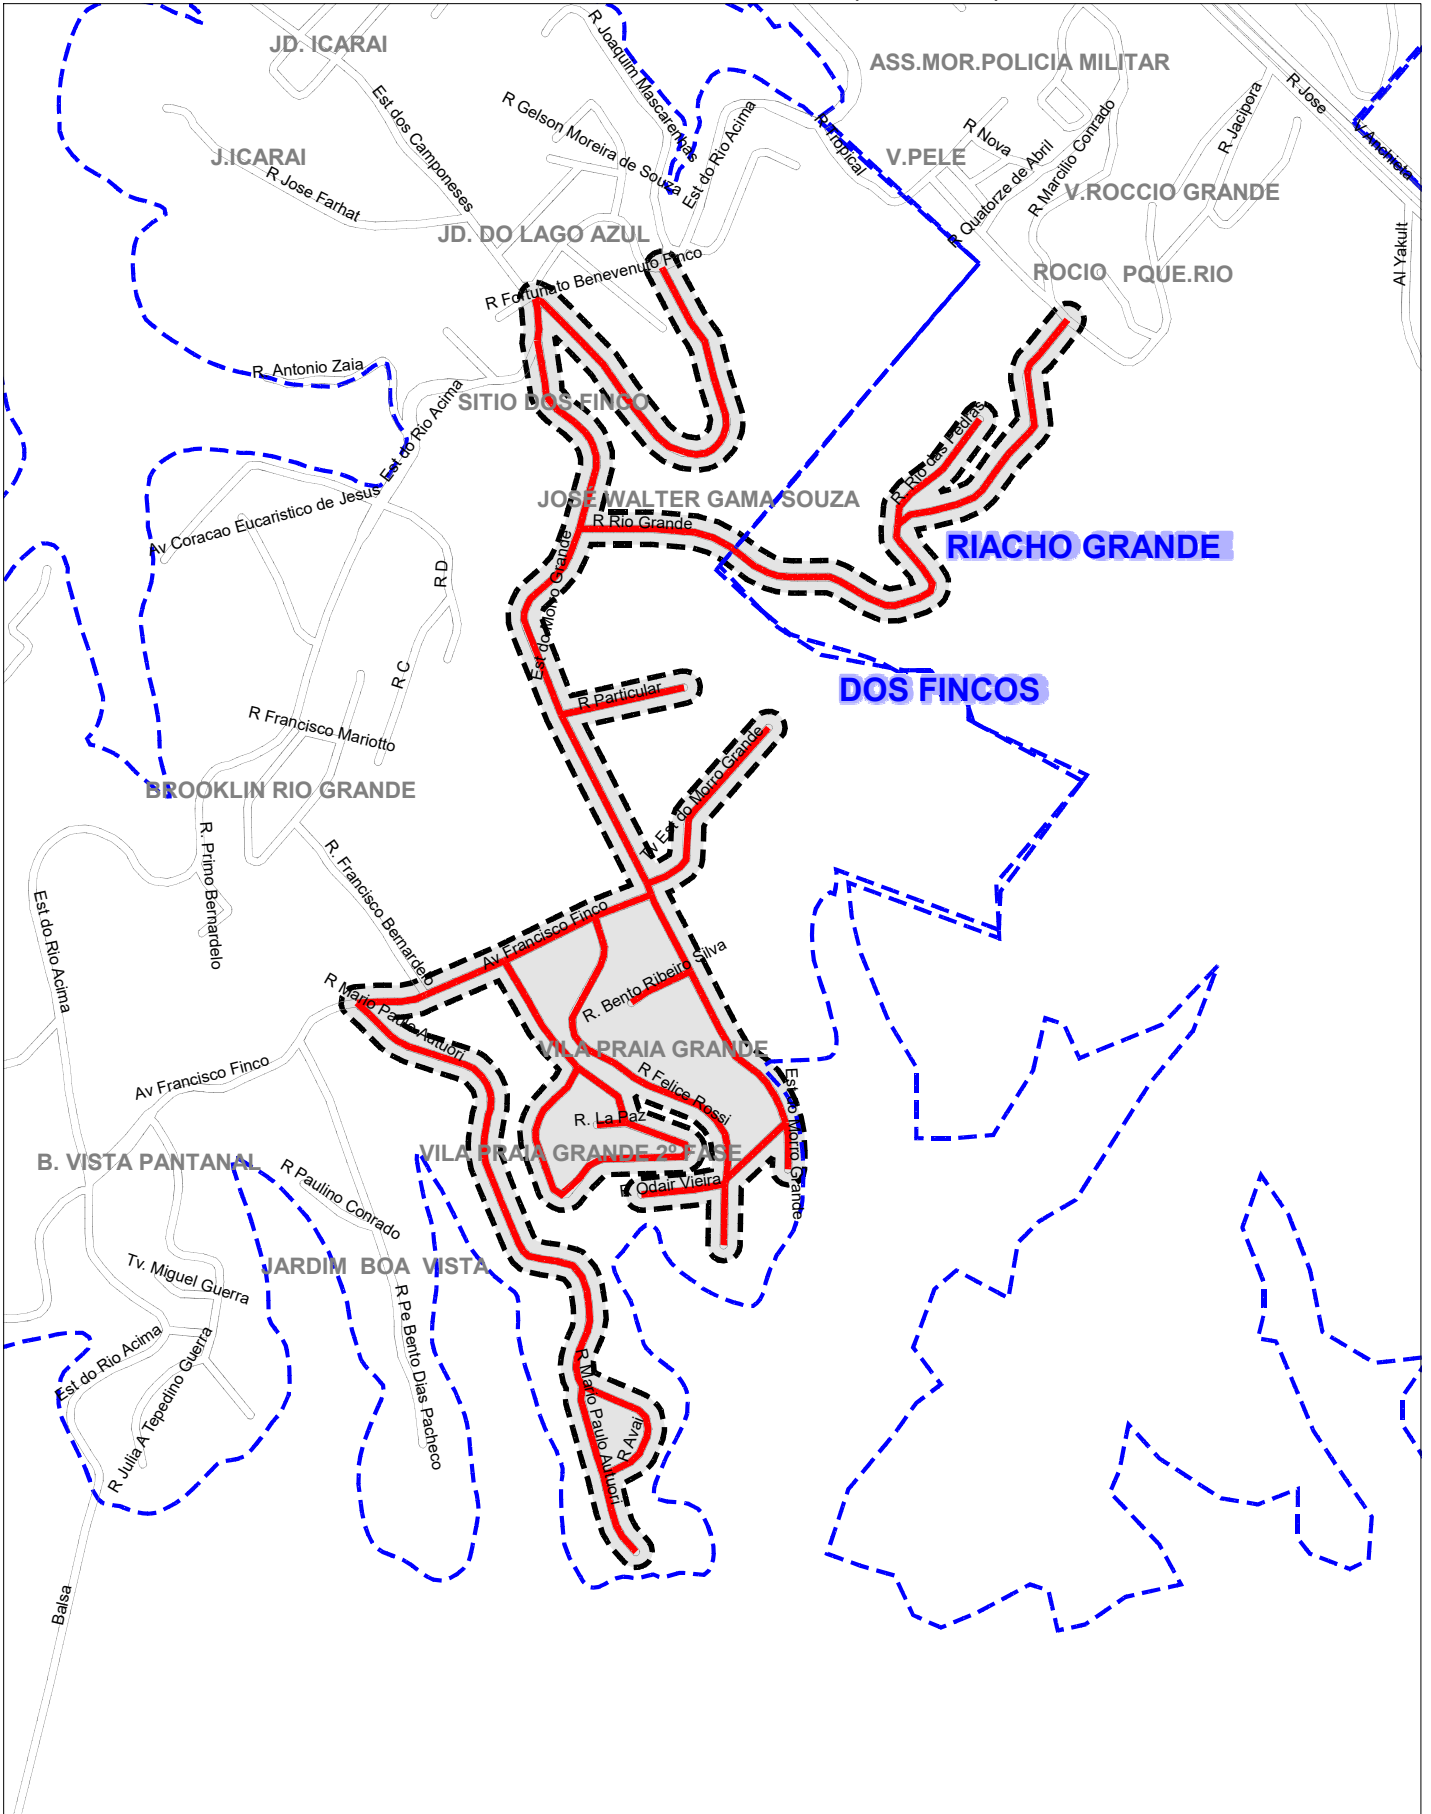 JD. ICARAI
R Joaquim Mascarenhas
ASS.MOR.POLICIA MILITAR
R Jose
V Anchieta
Est dos Camponeses
R Gelson Moreira de Souza
Est do Rio Acima
R Tropical
R Nova
R Jacipora
J.ICARAI
V.PELE
R Quatorze de Abril
R Marcilio Conrado
R Jose Farhat
V.ROCCIO GRANDE
JD. DO LAGO AZUL
Al Yakult
R Fortunato Benevenuto Finco
ROCIO
PQUE.RIO
R. Antonio Zaia
Est do Rio Acima
SITIO DOS FINCO
R. Rio das Pedras
JOSE WALTER GAMA SOUZA
Av Coracao Eucaristico de Jesus
R Rio Grande
RIACHO GRANDE
R D
Est do Morro Grande
R C
R Particular
DOS FINCOS
R Francisco Mariotto
Tv Est do Morro Grande
BROOKLIN RIO GRANDE
R. Primo Bernardelo
R. Francisco Bernardelo
Est do Rio Acima
Av Francisco Finco
R. Bento Ribeiro Silva
R Mario Paulo Autuori
VILA PRAIA GRANDE
Av Francisco Finco
R Felice Rossi
Est do Morro Grande
R. La Paz
VILA PRAIA GRANDE 2º FASE
B. VISTA PANTANAL
R Paulino Conrado
R Odair Vieira
JARDIM BOA VISTA
Tv. Miguel Guerra
R Pe Bento Dias Pacheco
Est do Rio Acima
R Julia A Tepedino Guerra
R Mario Paulo Autuori
R Avai
Balsa